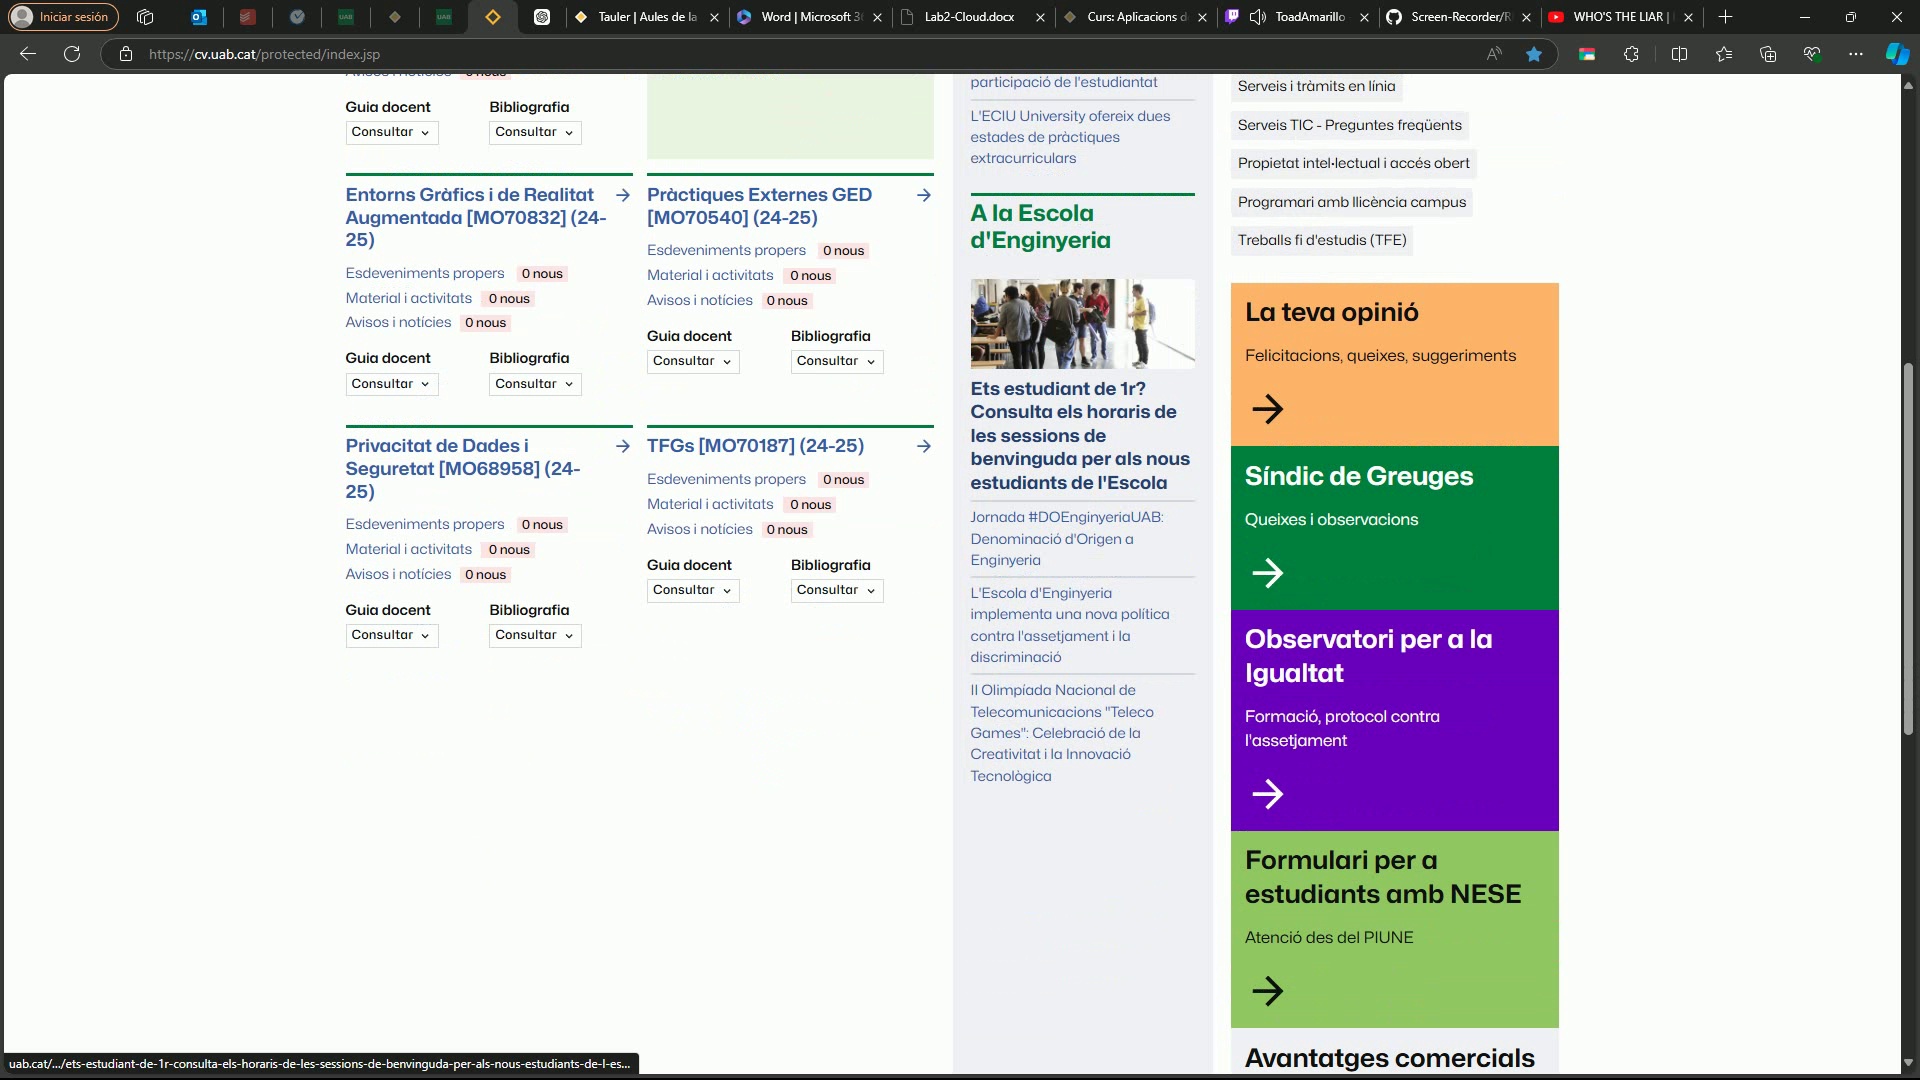 Iniciar sesión
Tauler | Aules de la
Word | Microsoft 3
Lab2-Cloud.docx
Curs: Aplicacions d
ToadAmarillo
Screen-Recorder/R
WHO'S THE LIAR |
https://cv.uab.cat/protected/index.jsp
Guia docent
Bibliografia
Consultar
Consultar
Entorns Gràfics i de Realitat
Augmentada [MO70832] (24-
25)
Esdeveniments propers 0 nous
Material i activitats 0 nous
Avisos i notícies 0 nous
Guia docent
Bibliografia
Consultar
Consultar
Pràctiques Externes GED
[MO70540] (24-25)
Esdeveniments propers 0 nous
Material i activitats 0 nous
Avisos i notícies 0 nous
Guia docent
Bibliografia
Consultar
Consultar
Privacitat de Dades i
Seguretat [MO68958] (24-
25)
Esdeveniments propers 0 nous
Material i activitats 0 nous
Avisos i notícies 0 nous
Guia docent
Bibliografia
Consultar
Consultar
TFGs [MO70187] (24-25)
Esdeveniments propers 0 nous
Material i activitats 0 nous
Avisos i notícies 0 nous
Guia docent
Bibliografia
Consultar
Consultar
participació de l'estudiantat
L'ECIU University ofereix dues
estades de pràctiques
extracurriculars
A la Escola
d'Enginyeria
Ets estudiant de 1r?
Consulta els horaris de
les sessions de
benvinguda per als nous
estudiants de l'Escola
Jornada #DOEnginyeriaUAB:
Denominació d'Origen a
Enginyeria
L'Escola d'Enginyeria
implementa una nova política
contra l'assetjament i la
discriminació
II Olimpíada Nacional de
Telecomunicacions "Teleco
Games": Celebració de la
Creativitat i la Innovació
Tecnològica
Serveis i tràmits en línia
Serveis TIC - Preguntes freqüents
Propietat intel·lectual i accés obert
Programari amb llicència campus
Treballs fi d'estudis (TFE)
La teva opinió
Felicitacions, queixes, suggeriments
Síndic de Greuges
Queixes i observacions
Observatori per a la
Igualtat
Formació, protocol contra
l'assetjament
Formulari per a
estudiants amb NESE
Atenció des del PIUNE
Avantatges comercials
uab.cat/.../ets-estudiant-de-1r-consulta-els-horaris-de-les-sessions-de-benvinguda-per-als-nous-estudiants-de-l-es...